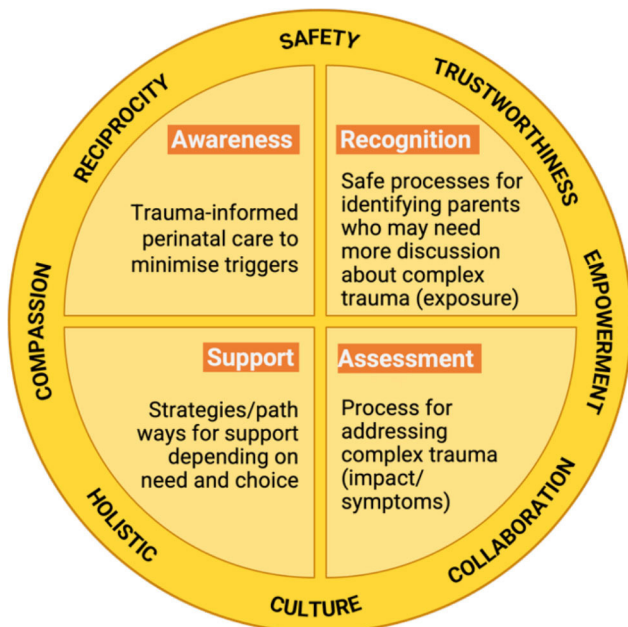 SAFETY
TRUSTWORTHINESS
EMPOWERMENT
COLLABORATION
CULTURE
HOLISTIC
COMPASSION
RECIPROCITY
Awareness
Trauma-informed
perinatal care to
minimise triggers
Recognition
Safe processes for
identifying parents
who may need
more discussion
about complex
trauma (exposure)
Support
Strategies/path
ways for support
depending on
need and choice
Assessment
Process for
addressing
complex trauma
(impact/
symptoms)